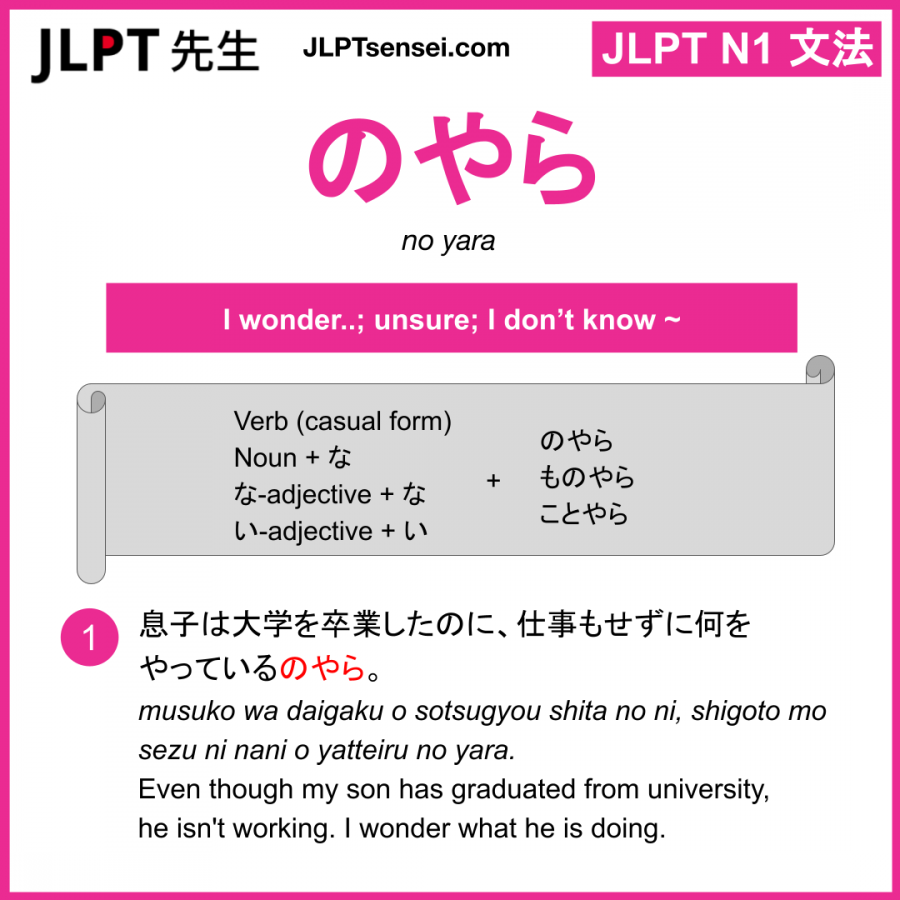 JLPT 先生
JLPTsensei.com
JLPT N1 文法
のやら
no yara
I wonder..; unsure; I don’t know ~
Verb (casual form)
Noun + な
な-adjective + な
い-adjective + い
+
のやら
ものやら
ことやら
1
息子は大学を卒業したのに、仕事もせずに何を
やっているのやら。
musuko wa daigaku o sotsugyou shita no ni, shigoto mo
sezu ni nani o yatteiru no yara.
Even though my son has graduated from university,
he isn't working. I wonder what he is doing.